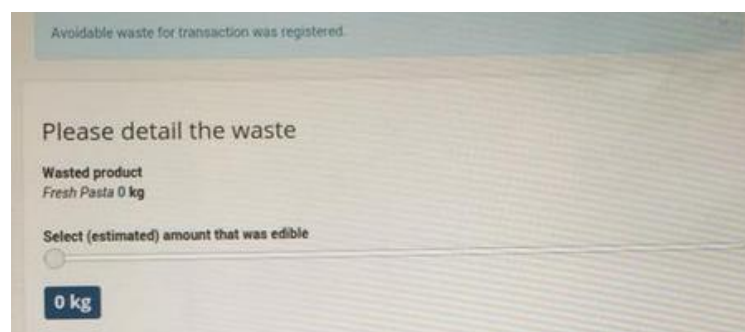 Avoidable waste for transaction was registered.
Please detail the waste
Wasted product
Fresh Pasta 0 kg
Select (estimated) amount that was edible
0 kg